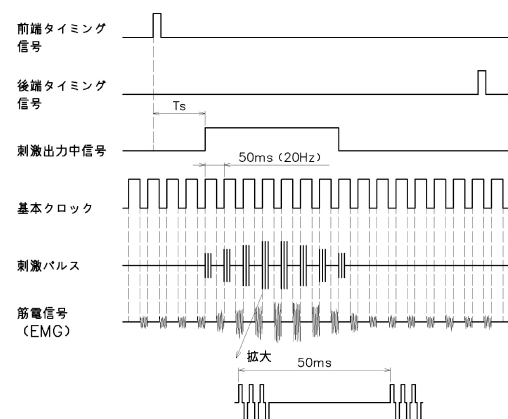 前端タイミング
信号
後端タイミング
信号
Ts
刺激出力中信号
50ms（20Hz）
基本クロック
刺激パルス
筋電信号
（EMG）
拡大
50ms